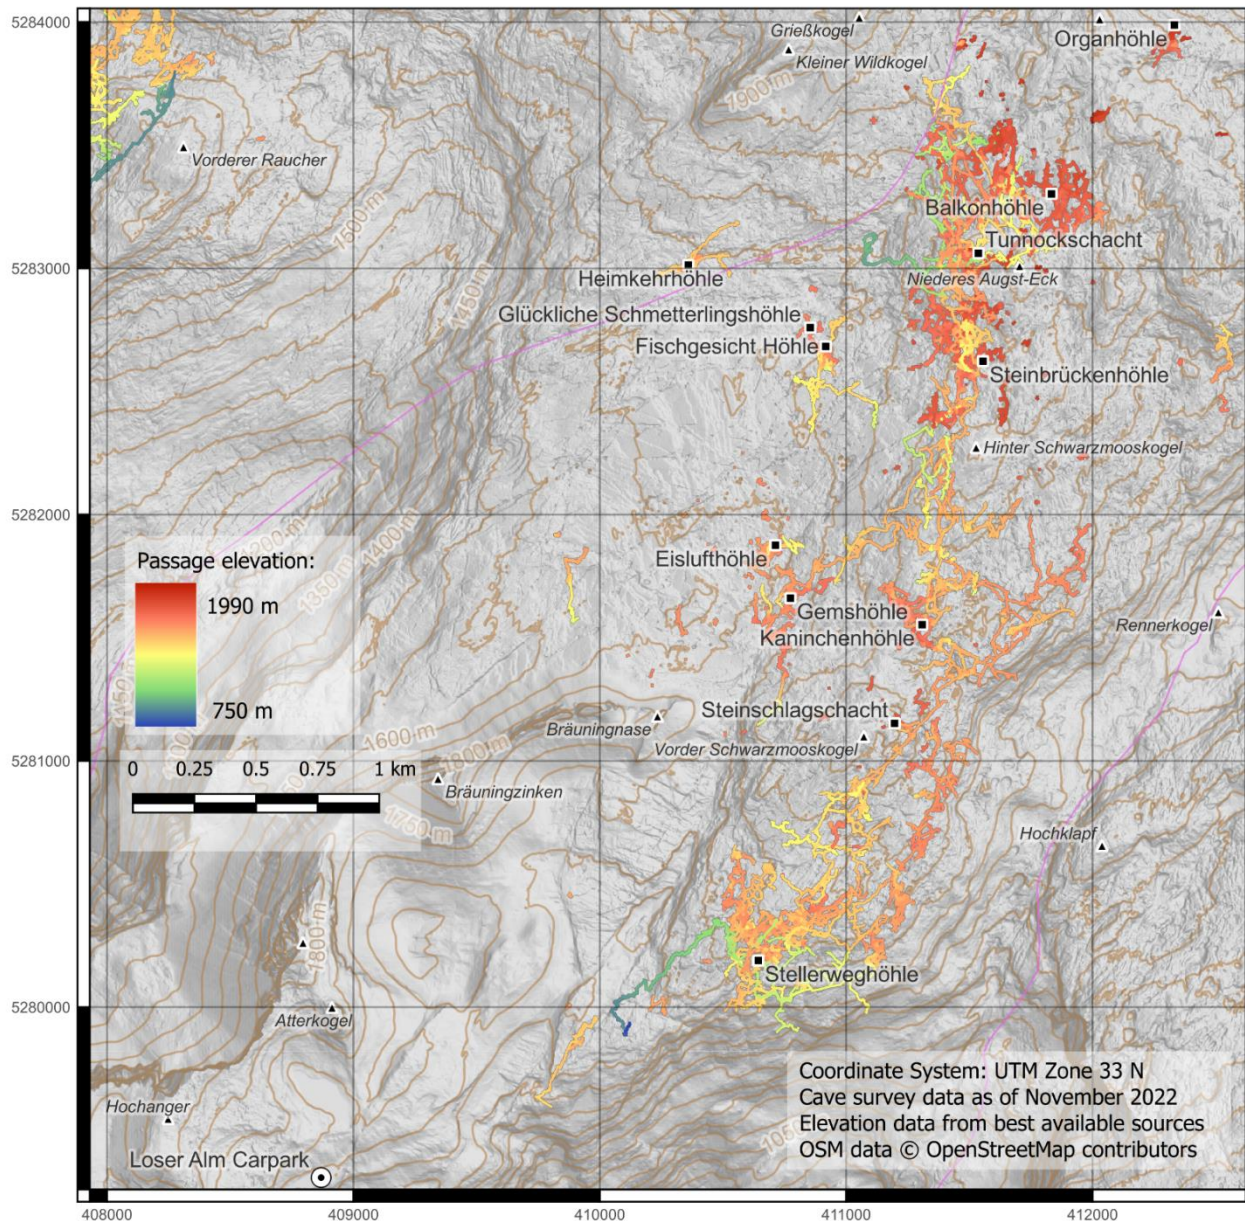 5284000
Grießkogel
Kleiner Wildkogel
Organhöhle
1900 m
Vorderer Raucher
1500 m
Balkonhöhle
Tunnockschacht
5283000
Heimkehrhöhle
Niederes Augst-Eck
1450 m
Glückliche Schmetterlingshöhle
Fischgesicht Höhle
Steinbrückenhöhle
Hinter Schwarzmooskogel
5282000
Passage elevation:
1990 m
750 m
1400 m
1350 m
Eislufthöhle
Gemshöhle
Kaninchenhöhle
Rennerkogel
Steinschlagschacht
Bräuningnase
Vorder Schwarzmooskogel
1600 m
5281000
0 0.25 0.5 0.75 1 km
Bräuningzinken
1750 m
Hochklapf
1800 m
Stellerweghöhle
5280000
Atterkogel
Hochanger
Loser Alm Carpark
Coordinate System: UTM Zone 33 N
Cave survey data as of November 2022
Elevation data from best available sources
OSM data © OpenStreetMap contributors
408000 409000 410000 411000 412000